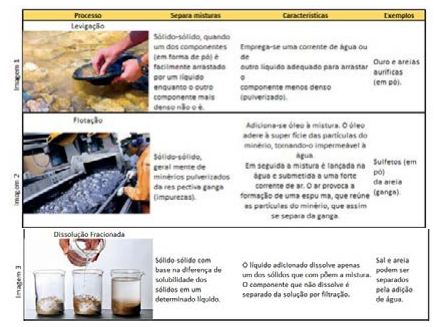 Processo Separa misturas Características Exemplos
Levigação
Imagem 1
Sólido-sólido, quando
um dos componentes
(em forma de pó) é
facilmente arrastado
por um líquido
enquanto o outro
componente mais
denso não o é.
Emprega-se uma corrente de água ou
de
outro líquido adequado para arrastar
o
componente menos denso
(pulverizado).
Ouro e areias
auríficas
(em pó).
Flotação
Imagem 2
Sólido-sólido,
geral mente de
minérios pulverizados
da res pectiva ganga
(impurezas).
Adiciona-se óleo à mistura. O óleo
adere à super fície das partículas do
minério, tornando-o impermeável à
água.
Em seguida a mistura é lançada na
água e submetida a uma forte
corrente de ar. O ar provoca a
formação de uma espu ma, que reúne
as partículas do minério, que assim
se separa da ganga.
Sulfetos (em
pó)
da areia
(ganga).
Dissolução Fracionada
Imagem 3
Sólido-sólido com
base na diferença de
solubilidade dos
sólidos em um
determinado líquido.
O líquido adicionado dissolve apenas
um dos sólidos que com põem a mistura.
O componente que não dissolve é
separado da solução por filtração.
Sal e areia
podem ser
separados
pela adição
de água.